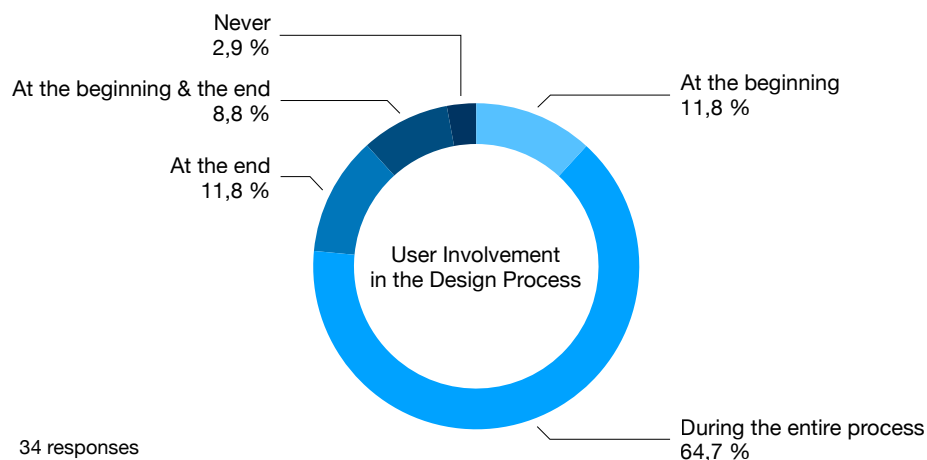 Never
2,9 %
At the beginning & the end
8,8 %
At the end
11,8 %
At the beginning
11,8 %
User Involvement
in the Design Process
During the entire process
64,7 %
34 responses